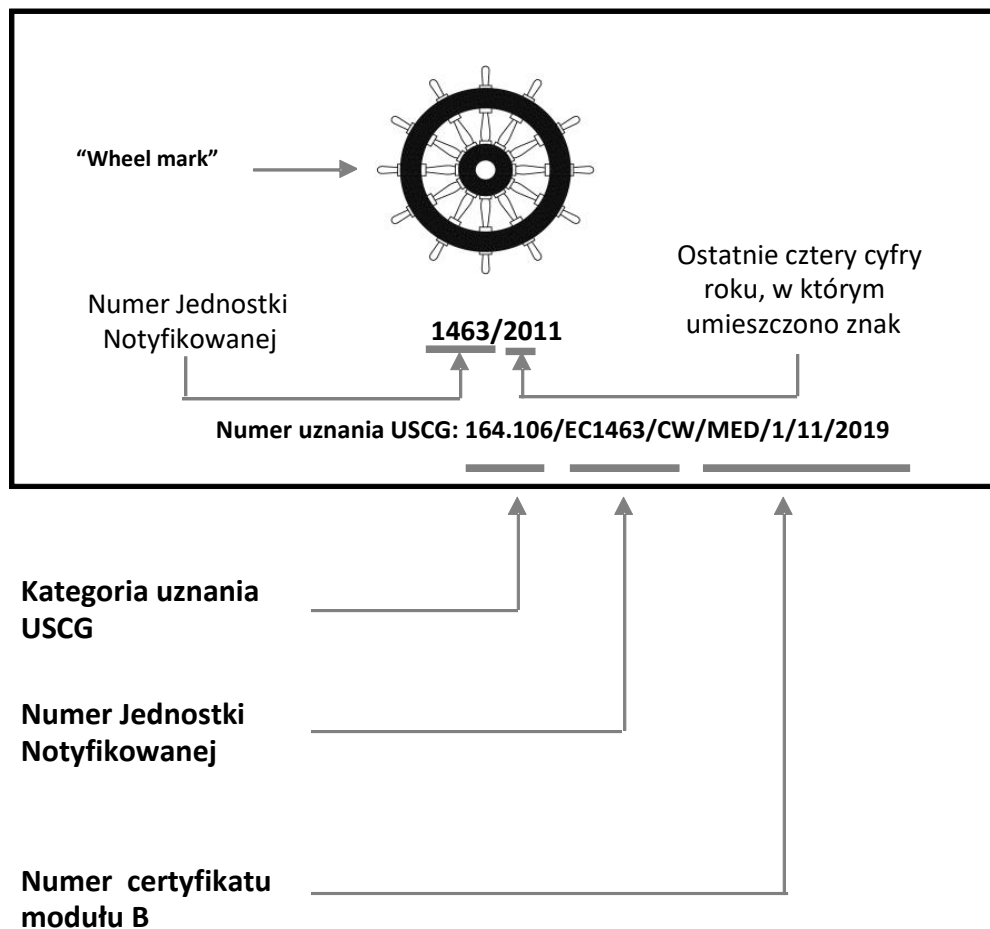 “Wheel mark”
Ostatnie cztery cyfry
roku, w którym
umieszczono znak
Numer Jednostki
Notyfikowanej
1463/2011
Numer uznania USCG: 164.106/EC1463/CW/MED/1/11/2019
Kategoria uznania
USCG
Numer Jednostki
Notyfikowanej
Numer certyfikatu
modułu B